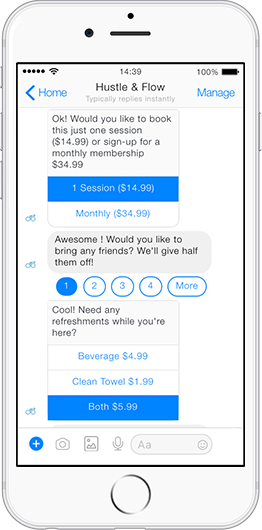 14:39
100%
Home
Hustle & Flow
Manage
Typically replies instantly
Ok! Would you like to book
this just one session
($14.99) or sign-up for a
monthly membership
$34.99
1 Session ($14.99)
Monthly ($34.99)
Awesome ! Would you like to
bring any friends? We'll give half
them off!
1 2 3 4 More
Cool! Need any
refreshments while you're
here?
Beverage $4.99
Clean Towel $1.99
Both $5.99
Aa